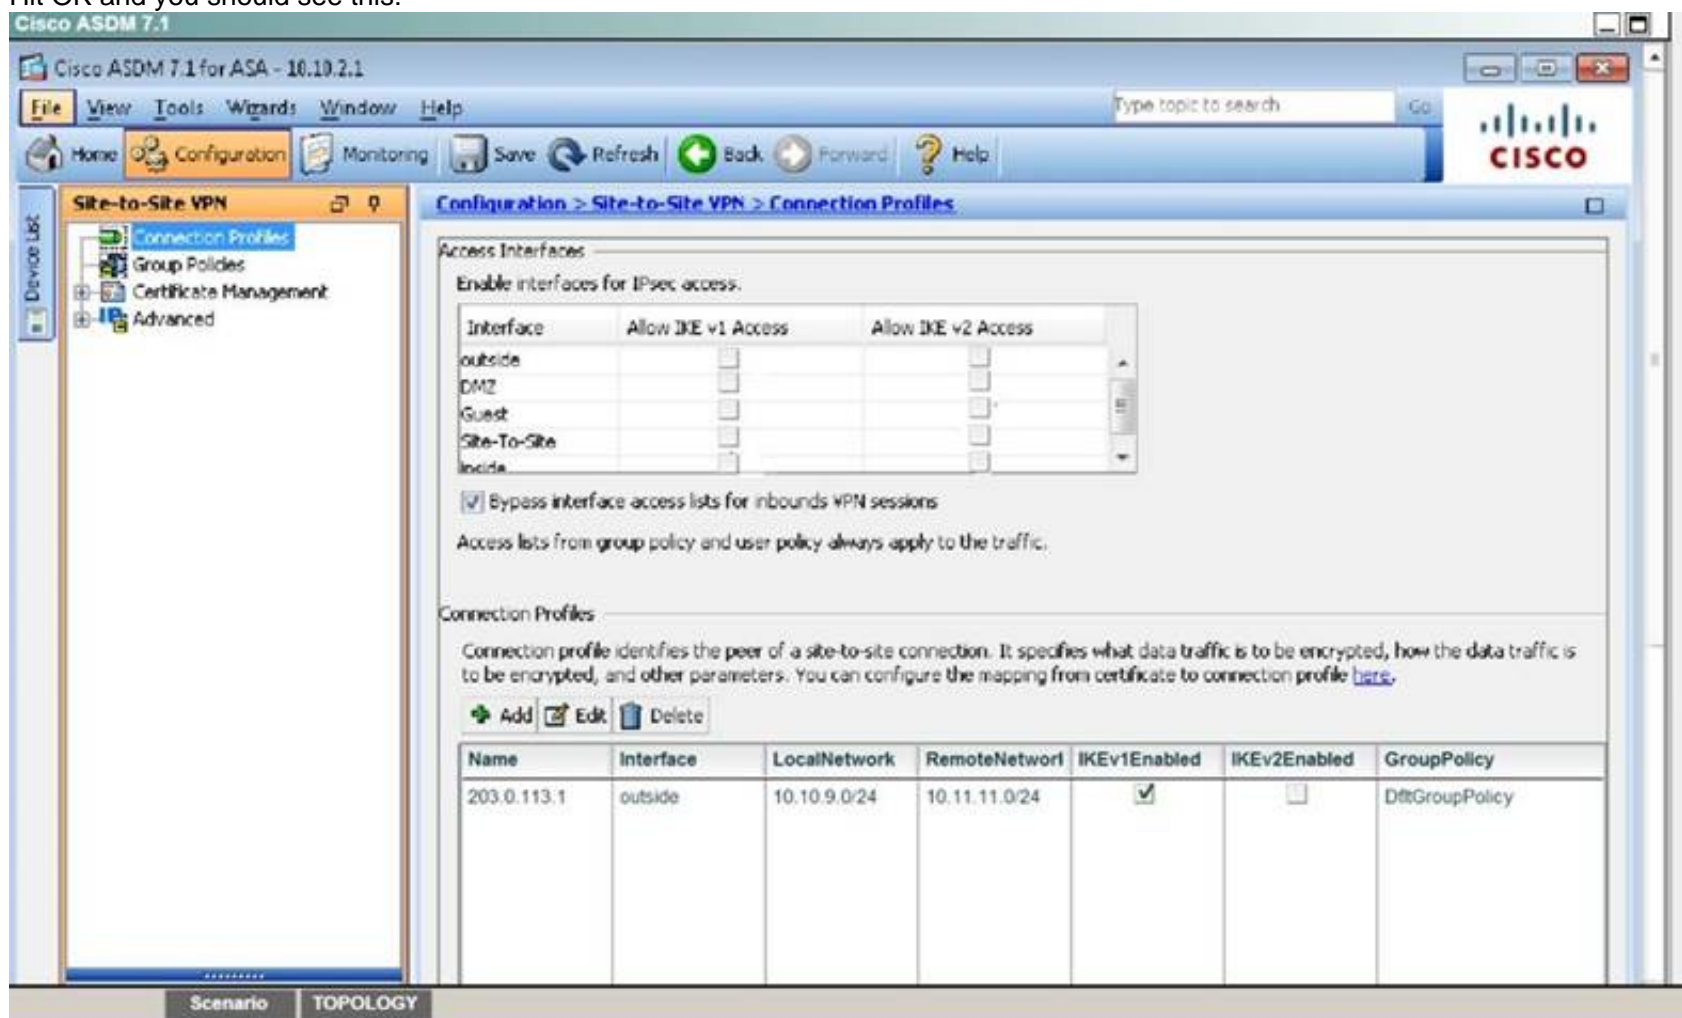 Hit OK and you should see this:
Cisco ASDM 7.1
Cisco ASDM 7.1 for ASA - 10.10.2.1
File View Tools Wizards Window Help
Type topic to search Go
Home Configuration Monitoring Save Refresh Back Forward Help
CISCO
Device List
Site-to-Site VPN
Connection Profiles
Group Policies
Certificate Management
Advanced
Configuration > Site-to-Site VPN > Connection Profiles
Access Interfaces
Enable interfaces for IPsec access.
Interface Allow IKE v1 Access Allow IKE v2 Access
outside
DMZ
Guest
Site-To-Site
Inside
Bypass interface access lists for inbounds VPN sessions
Access lists from group policy and user policy always apply to the traffic.
Connection Profiles
Connection profile identifies the peer of a site-to-site connection. It specifies what data traffic is to be encrypted, how the data traffic is
to be encrypted, and other parameters. You can configure the mapping from certificate to connection profile here.
Add Edit Delete
Name Interface LocalNetwork RemoteNetworl IKEv1Enabled IKEv2Enabled GroupPolicy
203.0.113.1 outside 10.10.9.0/24 10.11.11.0/24 DfltGroupPolicy
Scenario TOPOLOGY